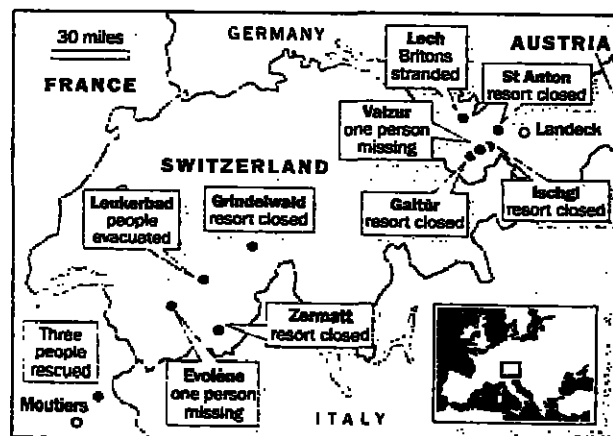 30 miles
GERMANY
Lech
Britons
stranded
AUSTRIA
FRANCE
St Anton
resort closed
Valzur
one person
missing
Landeck
SWITZERLAND
Leukerbad
people
evacuated
Grindelwald
resort closed
Galtür
resort closed
Ischgl
resort closed
Zermatt
resort closed
Three
people
rescued
Evolène
one person
missing
Moutiers
ITALY